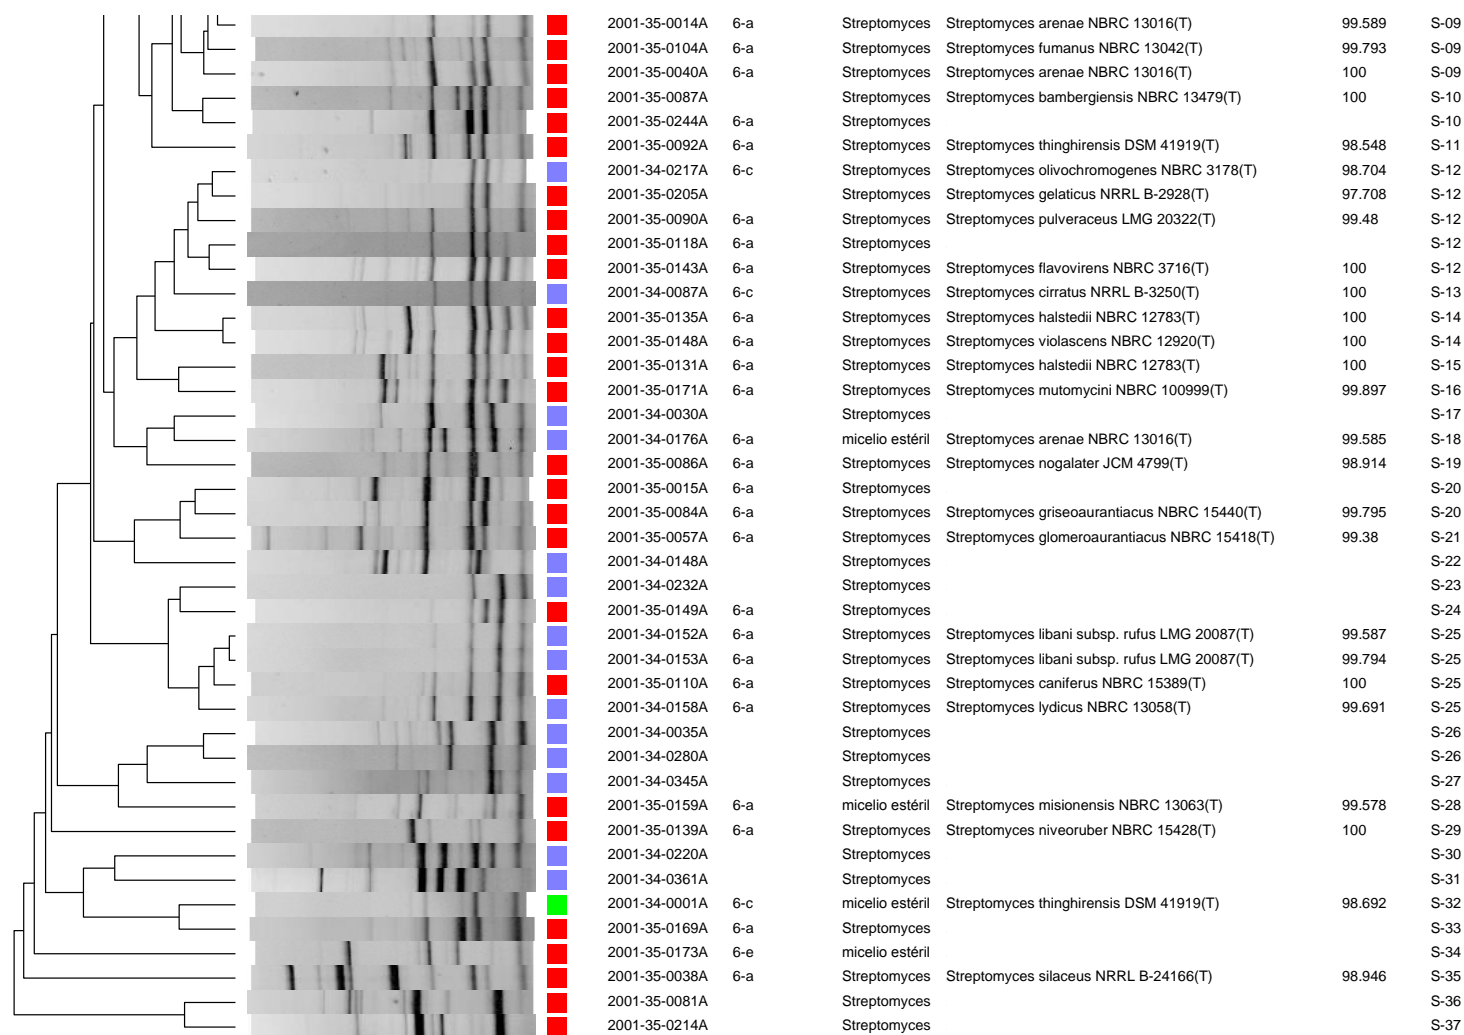 2001-35-0014A 6-a Streptomyces Streptomyces arenae NBRC 13016(T) 99.589 S-09
2001-35-0104A 6-a Streptomyces Streptomyces fumanus NBRC 13042(T) 99.793 S-09
2001-35-0040A 6-a Streptomyces Streptomyces arenae NBRC 13016(T) 100 S-09
2001-35-0087A Streptomyces Streptomyces bambergiensis NBRC 13479(T) 100 S-10
2001-35-0244A 6-a Streptomyces S-10
2001-35-0092A 6-a Streptomyces Streptomyces thinghirensis DSM 41919(T) 98.548 S-11
2001-34-0217A 6-c Streptomyces Streptomyces olivochromogenes NBRC 3178(T) 98.704 S-12
2001-35-0205A Streptomyces Streptomyces gelaticus NRRL B-2928(T) 97.708 S-12
2001-35-0090A 6-a Streptomyces Streptomyces pulveraceus LMG 20322(T) 99.48 S-12
2001-35-0118A 6-a Streptomyces S-12
2001-35-0143A 6-a Streptomyces Streptomyces flavovirens NBRC 3716(T) 100 S-12
2001-34-0087A 6-c Streptomyces Streptomyces cirratus NRRL B-3250(T) 100 S-13
2001-35-0135A 6-a Streptomyces Streptomyces halstedii NBRC 12783(T) 100 S-14
2001-35-0148A 6-a Streptomyces Streptomyces violascens NBRC 12920(T) 100 S-14
2001-35-0131A 6-a Streptomyces Streptomyces halstedii NBRC 12783(T) 100 S-15
2001-35-0171A 6-a Streptomyces Streptomyces mutomycini NBRC 100999(T) 99.897 S-16
2001-34-0030A Streptomyces S-17
2001-34-0176A 6-a micelio estéril Streptomyces arenae NBRC 13016(T) 99.585 S-18
2001-35-0086A 6-a Streptomyces Streptomyces nogalater JCM 4799(T) 98.914 S-19
2001-35-0015A 6-a Streptomyces S-20
2001-35-0084A 6-a Streptomyces Streptomyces griseoaurantiacus NBRC 15440(T) 99.795 S-20
2001-35-0057A 6-a Streptomyces Streptomyces glomeroaurantiacus NBRC 15418(T) 99.38 S-21
2001-34-0148A Streptomyces S-22
2001-34-0232A Streptomyces S-23
2001-35-0149A 6-a Streptomyces S-24
2001-34-0152A 6-a Streptomyces Streptomyces libani subsp. rufus LMG 20087(T) 99.587 S-25
2001-34-0153A 6-a Streptomyces Streptomyces libani subsp. rufus LMG 20087(T) 99.794 S-25
2001-35-0110A 6-a Streptomyces Streptomyces caniferus NBRC 15389(T) 100 S-25
2001-34-0158A 6-a Streptomyces Streptomyces lydicus NBRC 13058(T) 99.691 S-25
2001-34-0035A Streptomyces S-26
2001-34-0280A Streptomyces S-26
2001-34-0345A Streptomyces S-27
2001-35-0159A 6-a micelio estéril Streptomyces misionensis NBRC 13063(T) 99.578 S-28
2001-35-0139A 6-a Streptomyces Streptomyces niveoruber NBRC 15428(T) 100 S-29
2001-34-0220A Streptomyces S-30
2001-34-0361A Streptomyces S-31
2001-34-0001A 6-c micelio estéril Streptomyces thinghirensis DSM 41919(T) 98.692 S-32
2001-35-0169A 6-a Streptomyces S-33
2001-35-0173A 6-e micelio estéril S-34
2001-35-0038A 6-a Streptomyces Streptomyces silaceus NRRL B-24166(T) 98.946 S-35
2001-35-0081A Streptomyces S-36
2001-35-0214A Streptomyces S-37